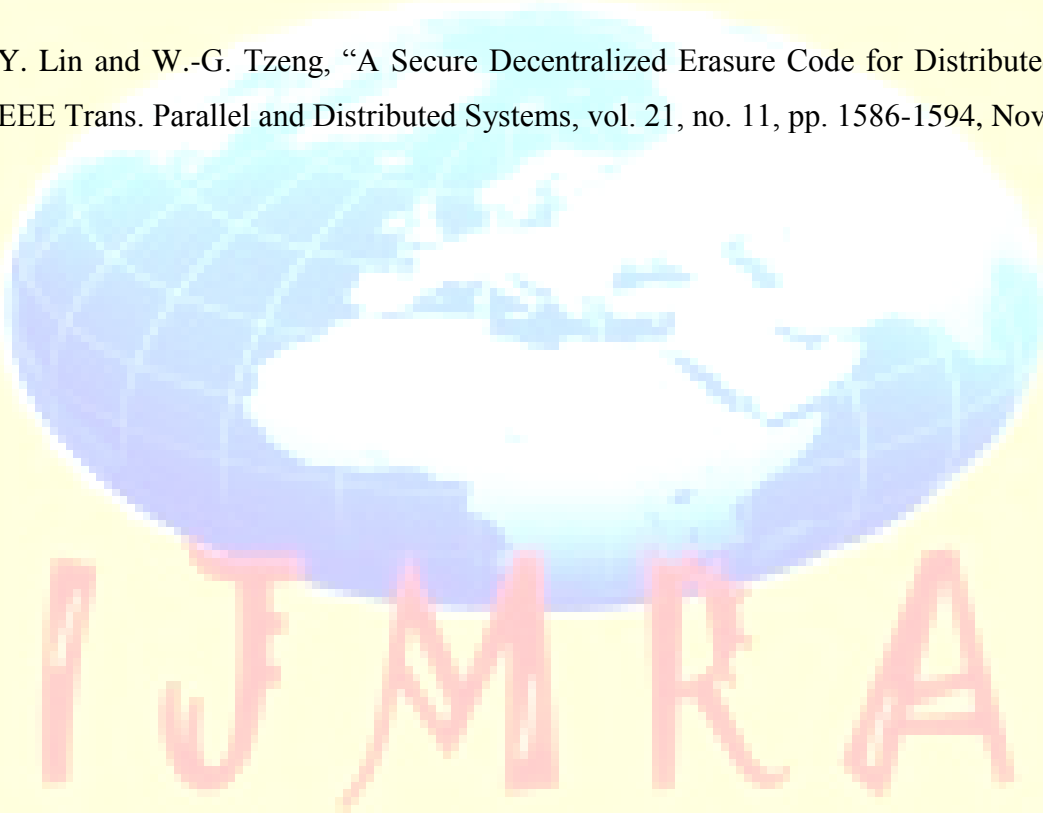 Y. Lin and W.-G. Tzeng, “A Secure Decentralized Erasure Code for Distribute
EEE Trans. Parallel and Distributed Systems, vol. 21, no. 11, pp. 1586-1594, Nov
IJMRA